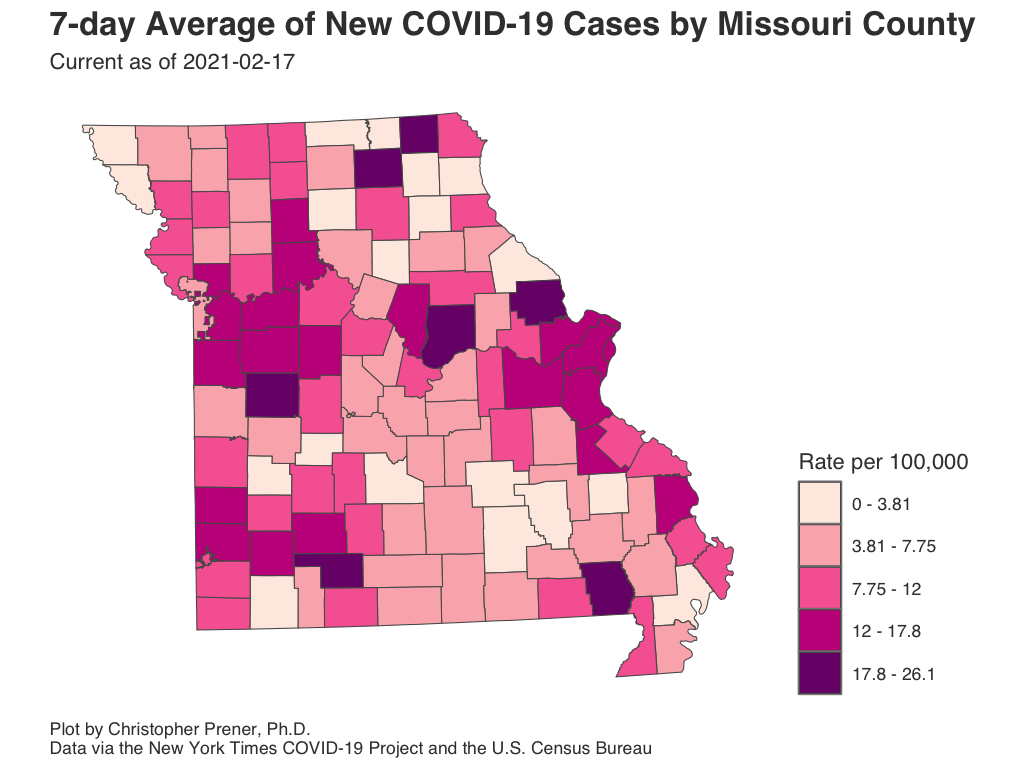 7-day Average of New COVID-19 Cases by Missouri County
Current as of 2021-02-17
Rate per 100,000
0 - 3.81
3.81 - 7.75
7.75 - 12
12 - 17.8
17.8 - 26.1
Plot by Christopher Prener, Ph.D.
Data via the New York Times COVID-19 Project and the U.S. Census Bureau